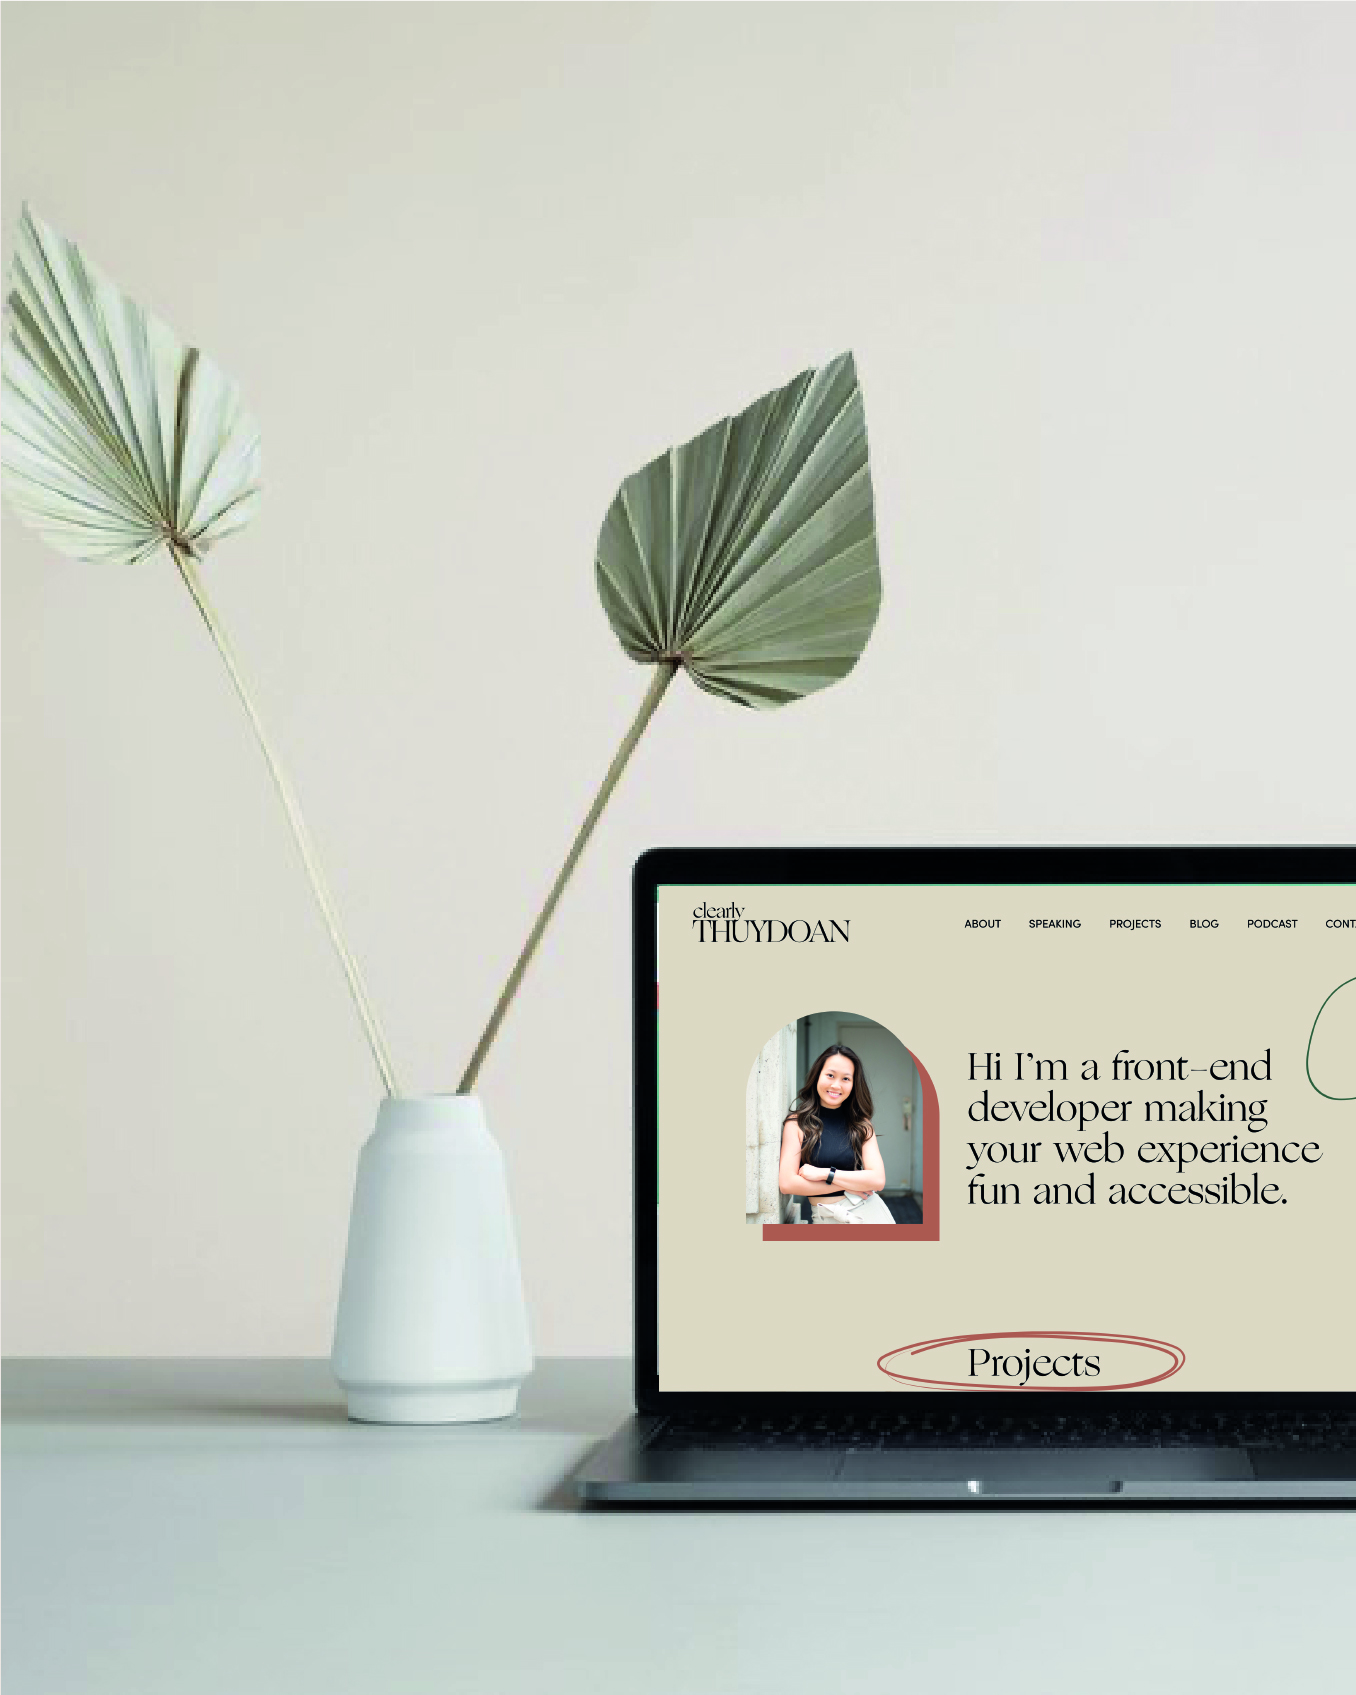 clearly
THUYDOAN
ABOUT SPEAKING PROJECTS BLOG PODCAST
Hi I'm a front-end
developer making
your web experience
fun and accessible.
Projects